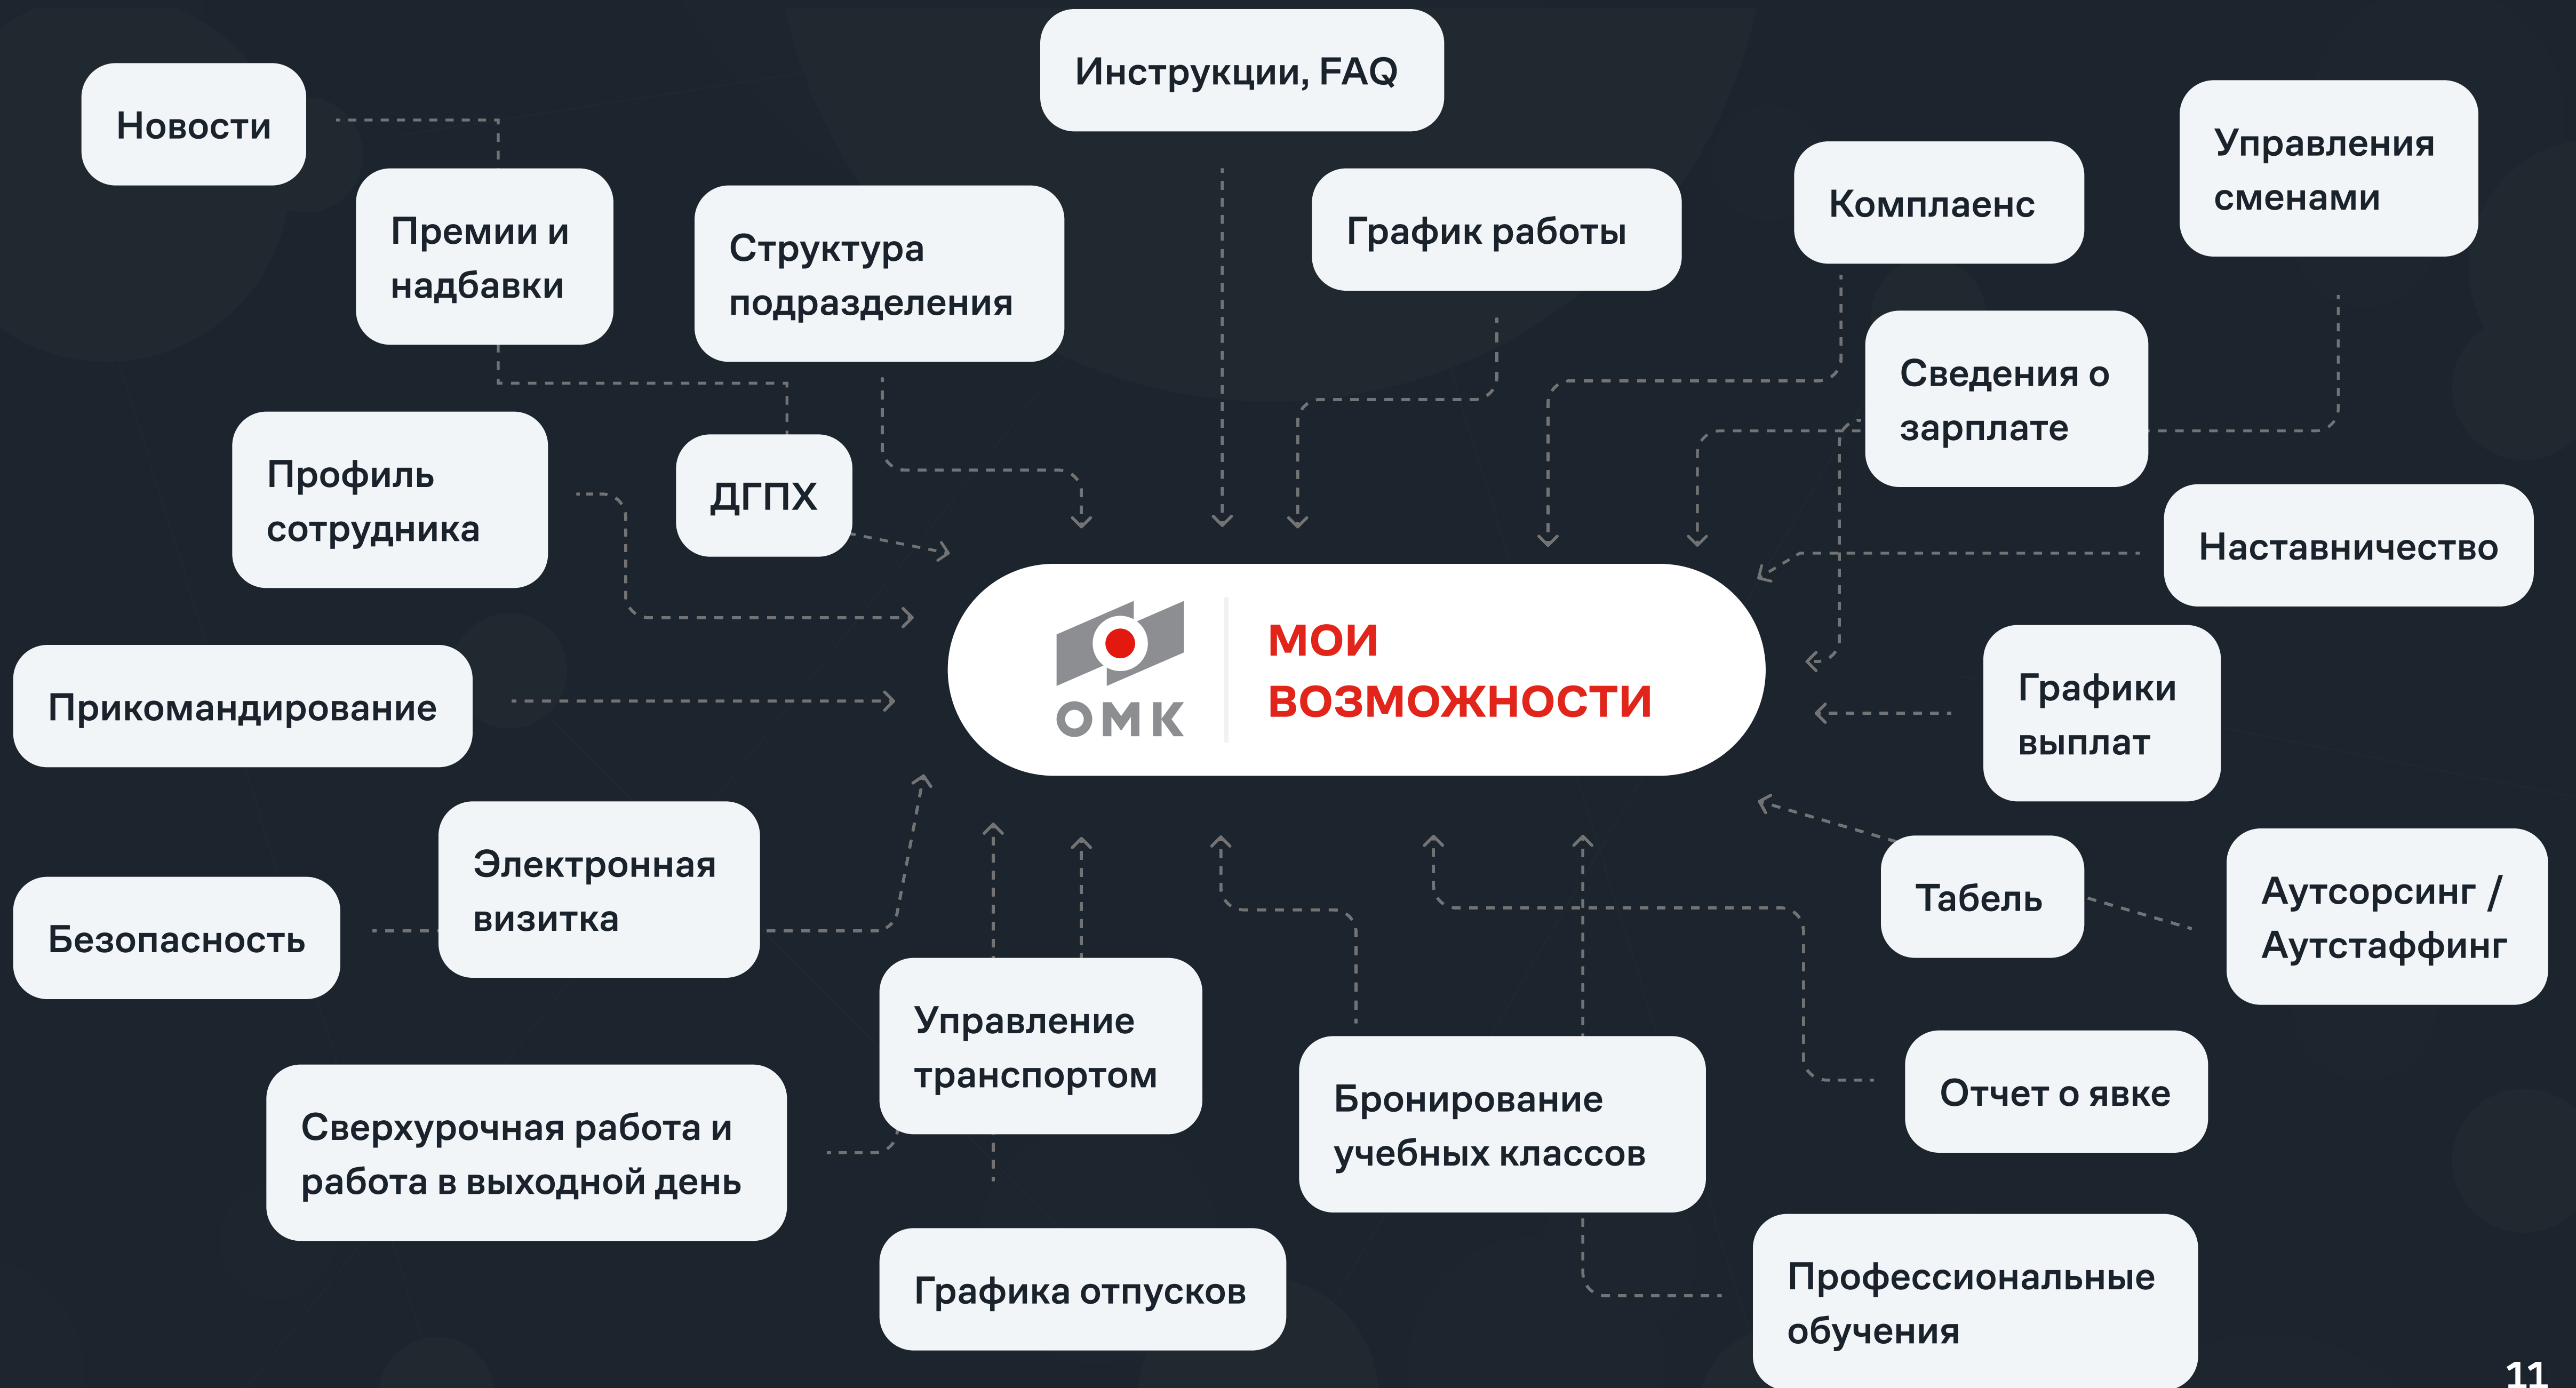 Инструкции, FAQ
Новости
Управления
сменами
Комплаенс
Премии и
надбавки
Структура
подразделения
График работы
Сведения о
зарплате
Профиль
сотрудника
ДГПХ
Наставничество
ОМК
МОИ
ВОЗМОЖНОСТИ
Прикомандирование
Графики
выплат
Электронная
визитка
Безопасность
Табель
Аутсорсинг /
Аутстаффинг
Управление
транспортом
Бронирование
учебных классов
Отчет о явке
Сверхурочная работа и
работа в выходной день
Графика отпусков
Профессиональные
обучения
11